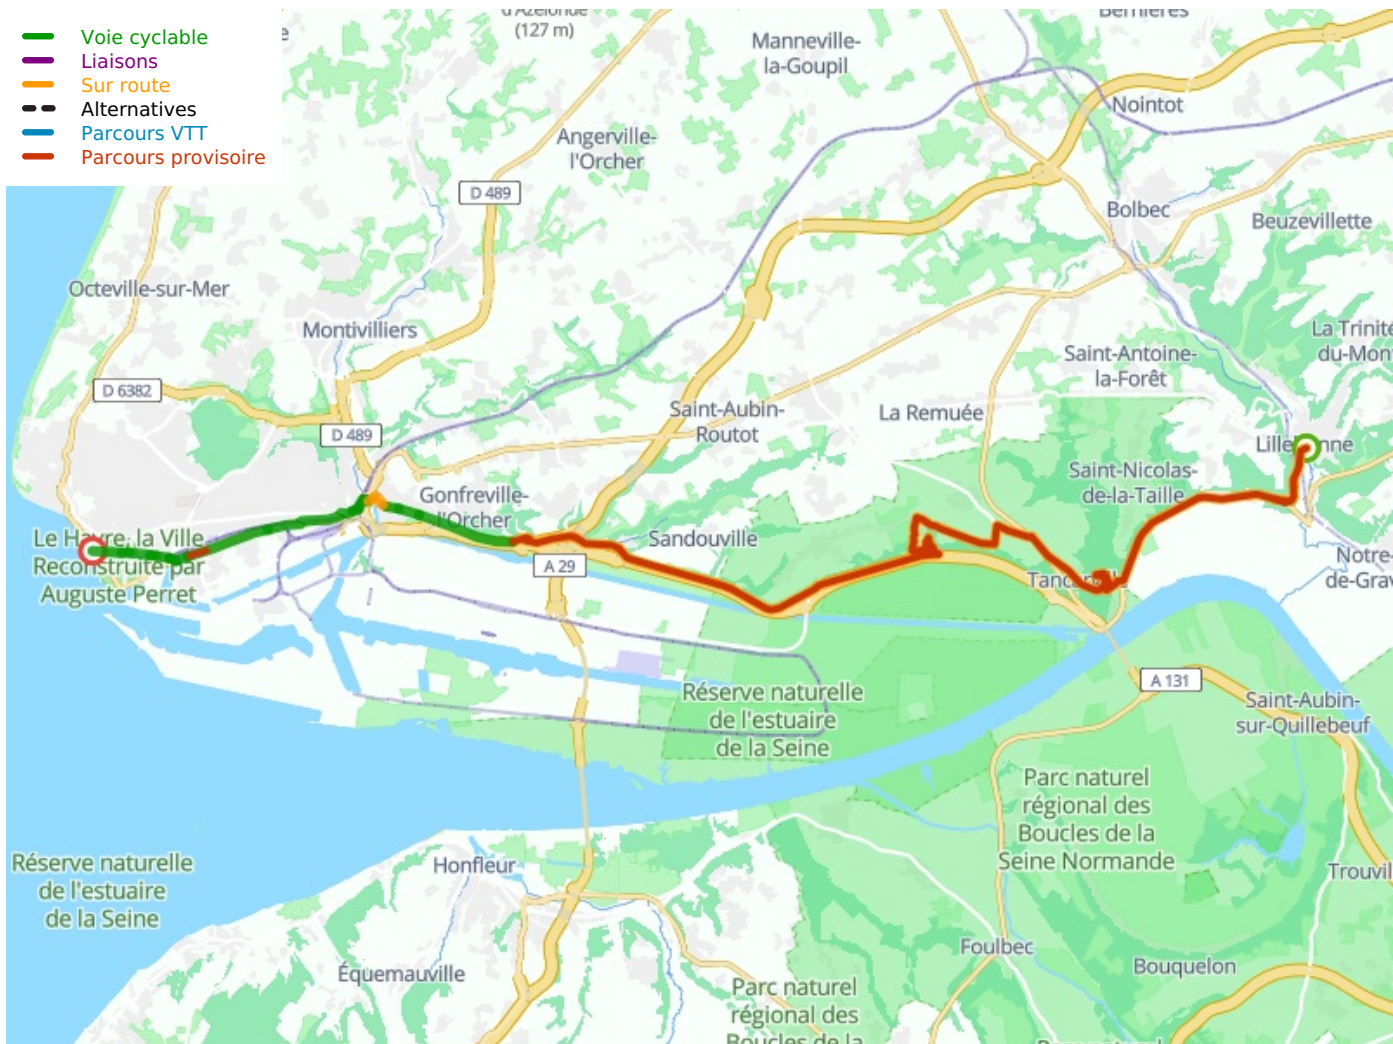 Voie cyclable
Liaisons
Sur route
Alternatives
Parcours VTT
Parcours provisoire
d'Azelonde
(127 m)
Bernières
Manneville-
la-Goupil
Nointot
Angerville-
l'Orcher
D 489
Bolbec
Beuzevillette
Octeville-sur-Mer
Montivilliers
La Trinité
du-Mont
Saint-Antoine-
la-Forêt
D 6382
Saint-Aubin-
Routot
La Remuée
D 489
Saint-Nicolas-
de-la-Taille
Gonfreville-
l'Orcher
Le Havre, la Ville
Reconstruite par
Auguste Perret
Sandouville
A 29
Notre-
de-Grav
A 131
Réserve naturelle
de l'estuaire
de la Seine
Saint-Aubin-
sur-Quillebeuf
Parc naturel
régional des
Boucles de la
Seine Normande
Réserve naturelle
de l'estuaire
de la Seine
Honfleur
Trouvil
Foulbec
Bouquelon
Équemauville
Parc naturel
régional des
Boucles de la
Parc naturel